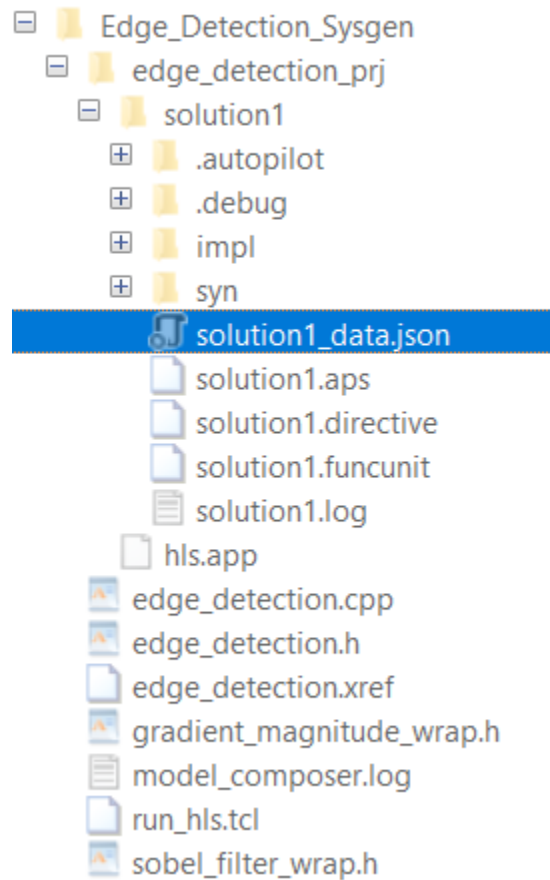 Edge_Detection_Sysgen
edge_detection_prj
solution1
.autopilot
.debug
impl
syn
solution1_data.json
solution1.aps
solution1.directive
solution1.funcunit
solution1.log
hls.app
edge_detection.cpp
edge_detection.h
edge_detection.xref
gradient_magnitude_wrap.h
model_composer.log
run_hls.tcl
sobel_filter_wrap.h